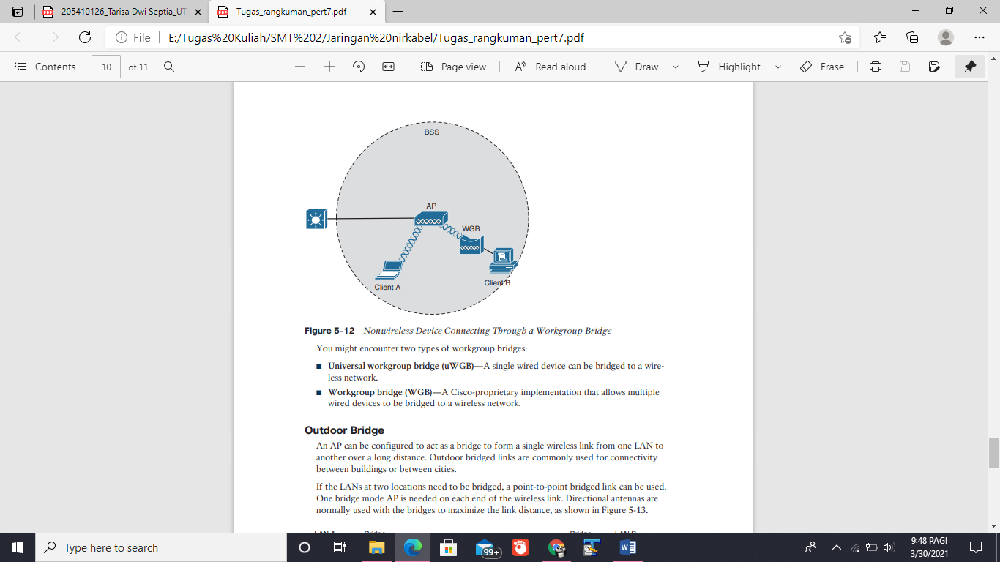 205410126_Tarisa Dwi Septia_UT
Tugas_rangkuman_pert7.pdf
File
E:/Tugas%20Kuliah/SMT%202/Jaringan%20nirkabel/Tugas_rangkuman_pert7.pdf
Contents
10
of 11
Page view
Read aloud
Draw
Highlight
Erase
BSS
AP
WGB
Client A
Client B
Figure 5-12 Nonwireless Device Connecting Through a Workgroup Bridge
You might encounter two types of workgroup bridges:
■ Universal workgroup bridge (uWGB)—A single wired device can be bridged to a wire-
less network.
■ Workgroup bridge (WGB)—A Cisco-proprietary implementation that allows multiple
wired devices to be bridged to a wireless network.
Outdoor Bridge
An AP can be configured to act as a bridge to form a single wireless link from one LAN to
another over a long distance. Outdoor bridged links are commonly used for connectivity
between buildings or between cities.
If the LANs at two locations need to be bridged, a point-to-point bridged link can be used.
One bridge mode AP is needed on each end of the wireless link. Directional antennas are
normally used with the bridges to maximize the link distance, as shown in Figure 5-13.
Type here to search
99+
9:48 PAGI
3/30/2021